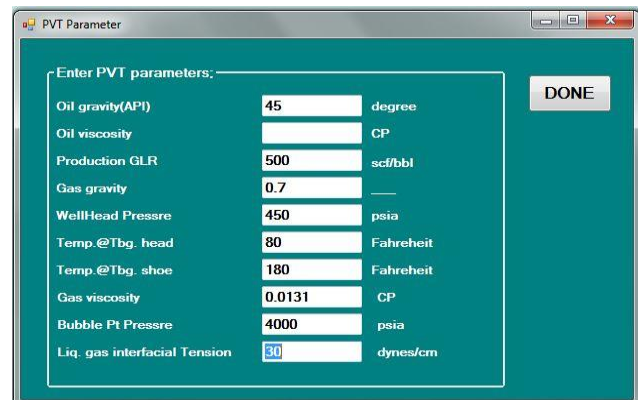 PVT Parameter
Enter PVT parameters:
DONE
Oil gravity(API) 45 degree
Oil viscosity CP
Production GLR 500 scf/bbl
Gas gravity 0.7 ___
WellHead Pressre 450 psia
Temp.@Tbg. head 80 Fahreheit
Temp.@Tbg. shoe 180 Fahreheit
Gas viscosity 0.0131 CP
Bubble Pt Pressre 4000 psia
Liq. gas interfacial Tension 30 dynes/cm